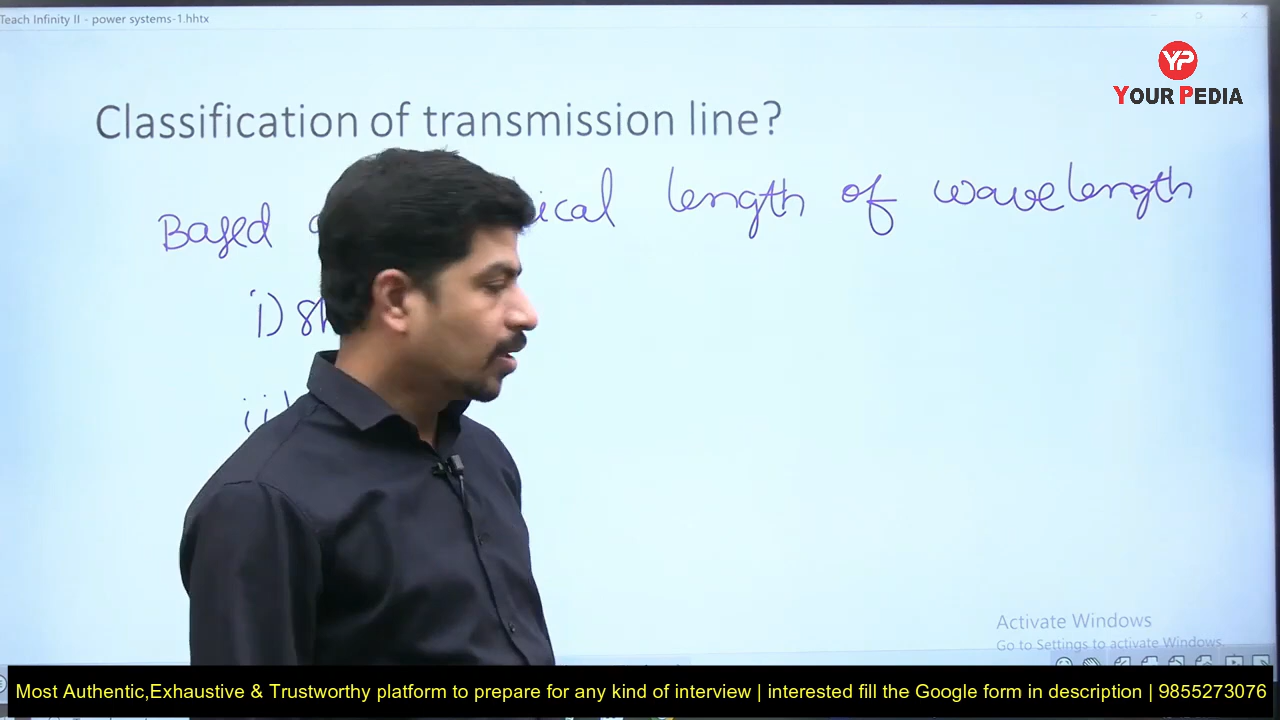 Teach Infinity II - power systems-1.hhtx
YP
YOUR PEDIA
Classification of transmission line?
Based ical length of wavelength
i) sh
ii)
Activate Windows
Go to Settings to activate Windows.
Most Authentic,Exhaustive & Trustworthy platform to prepare for any kind of interview | interested fill the Google form in description | 9855273076